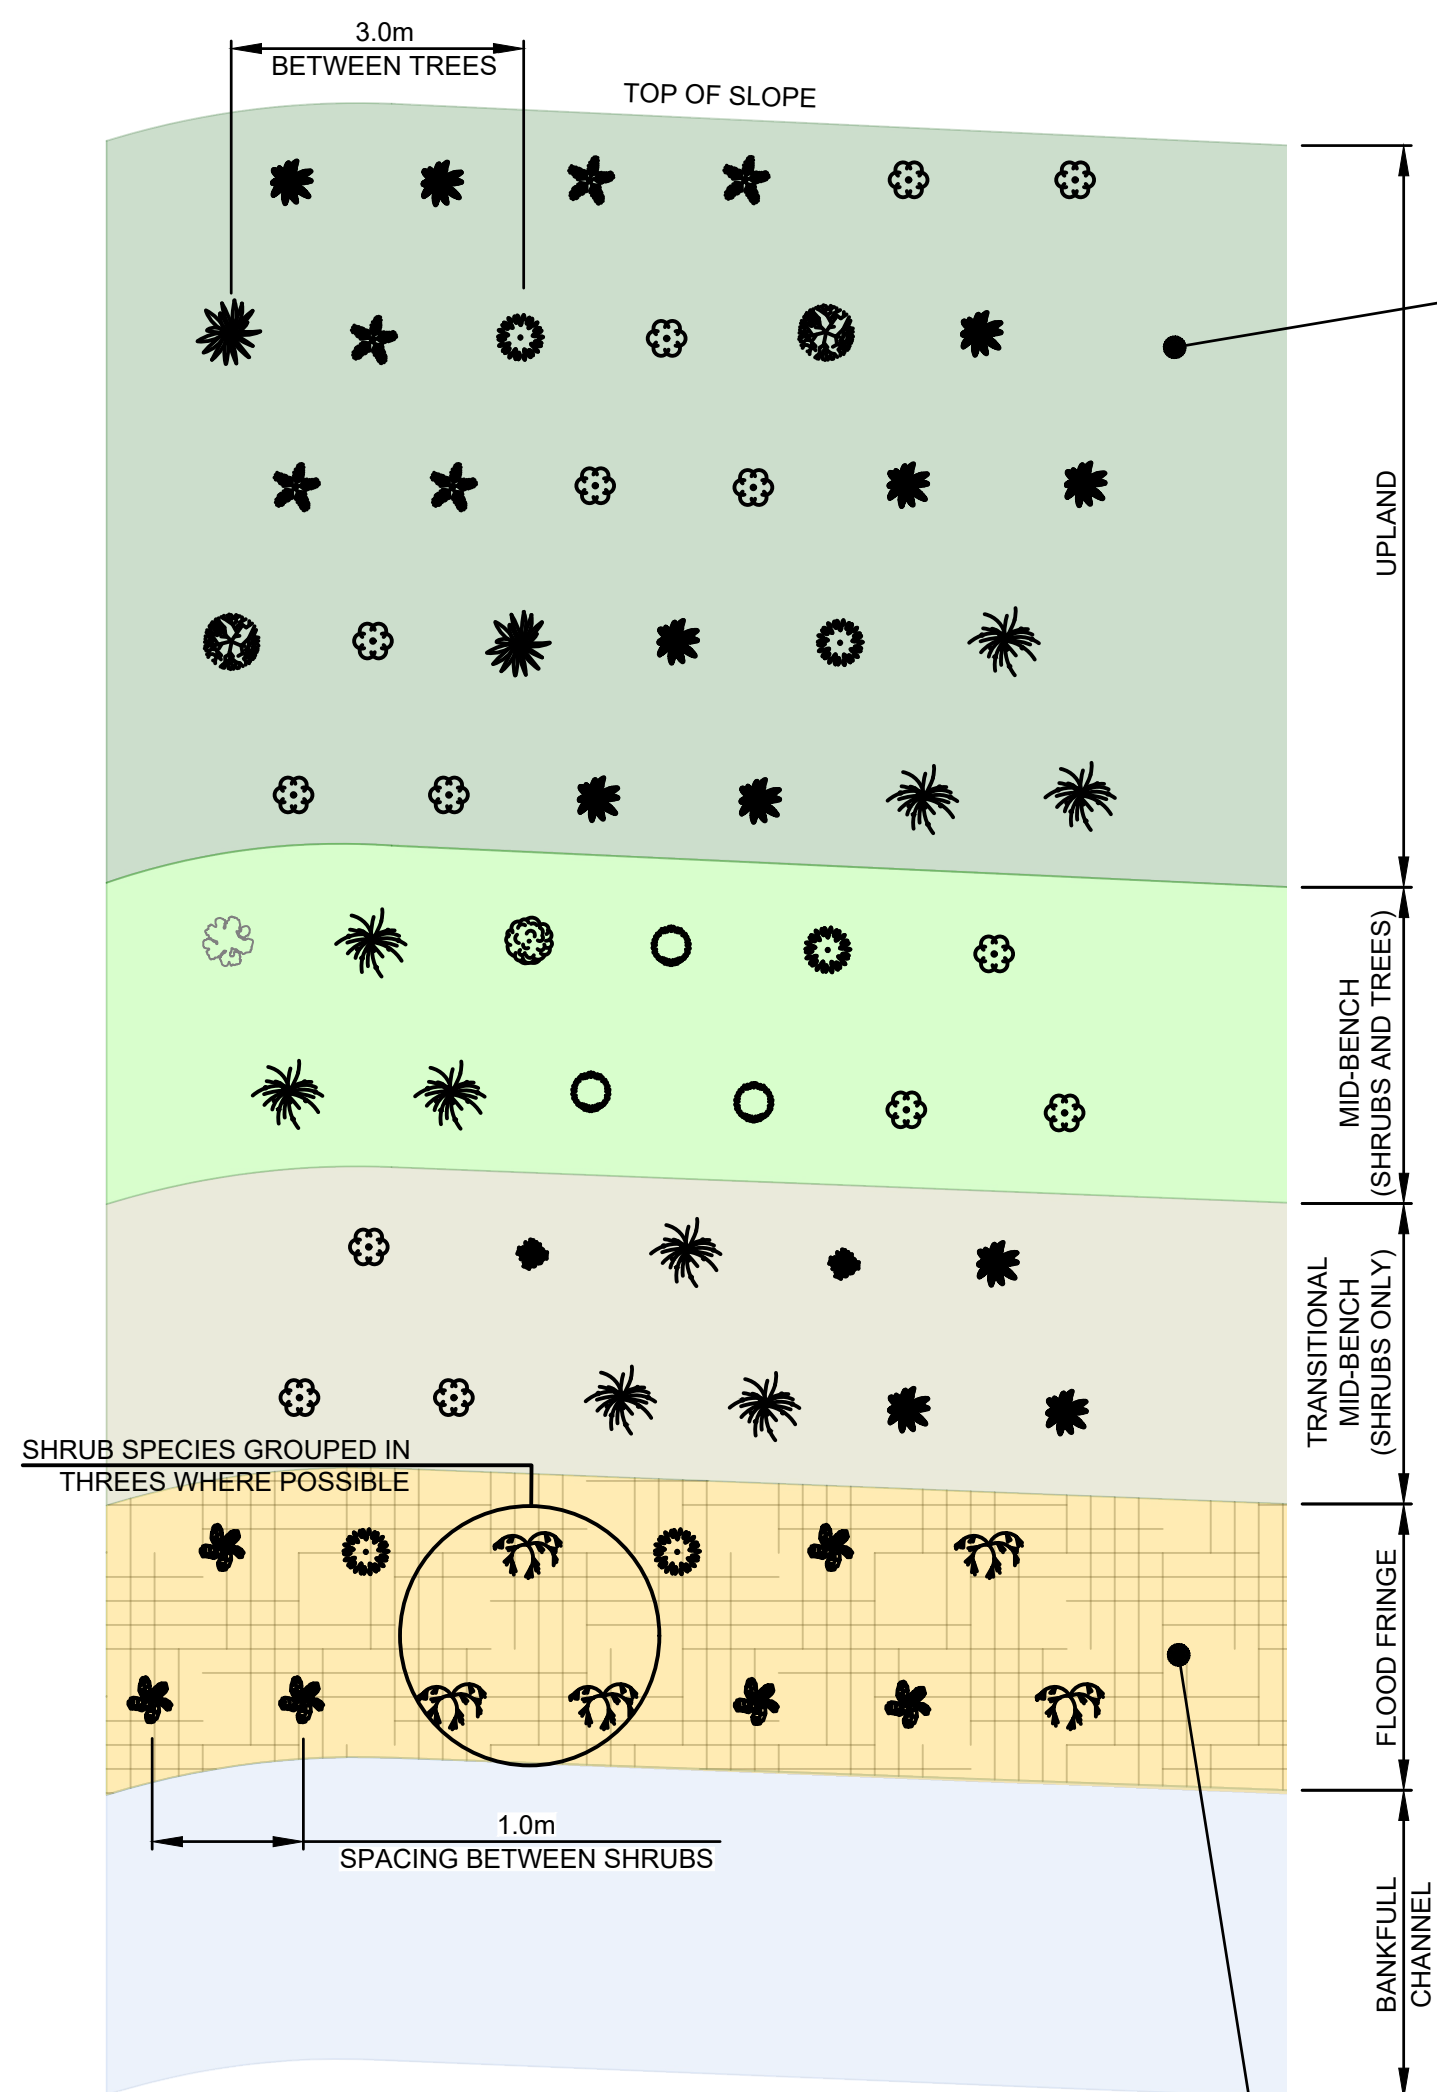 3.0m
BETWEEN TREES
TOP OF SLOPE
UPLAND
MID-BENCH
(SHRUBS AND TREES)
TRANSITIONAL
MID-BENCH
(SHRUBS ONLY)
SHRUB SPECIES GROUPED IN
THREES WHERE POSSIBLE
FLOOD FRINGE
1.0m
SPACING BETWEEN SHRUBS
BANKFULL
CHANNEL